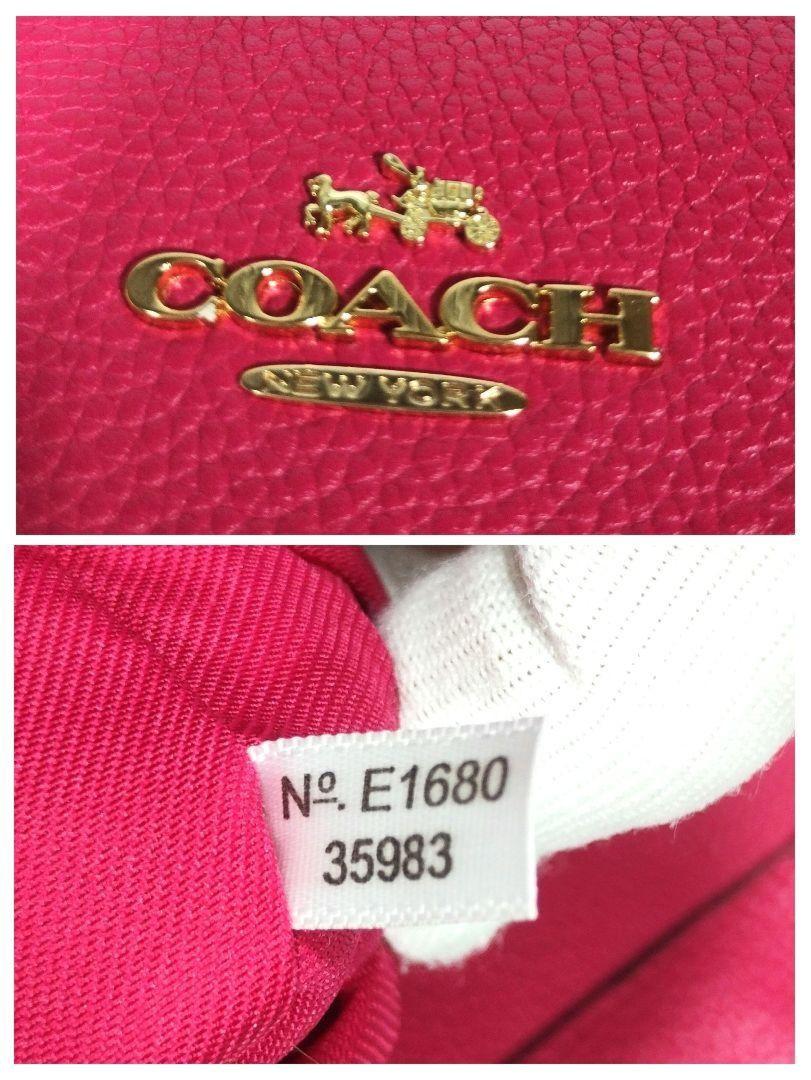 COACH
NEW YORK
Nº. E1680
35983